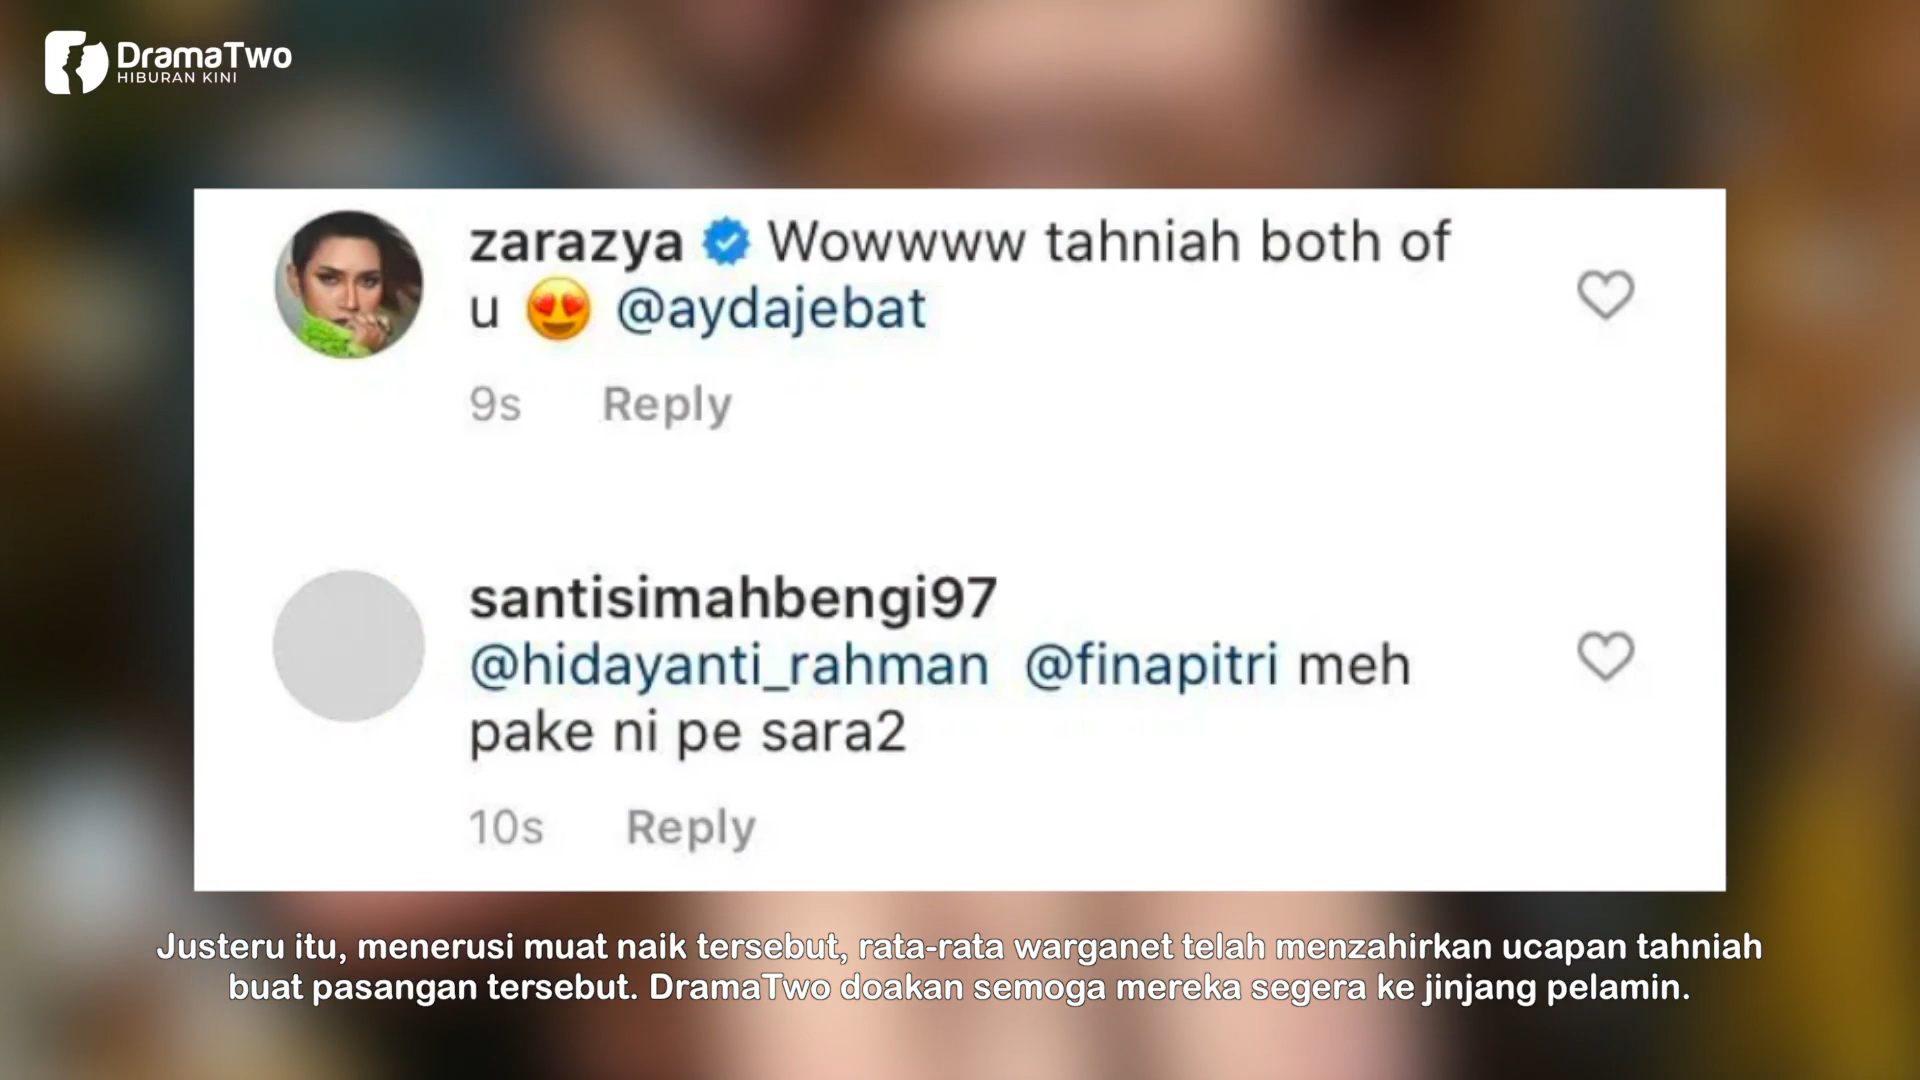 DramaTwo
HIBURAN KINI
zarazya Wowwww tahniah both of
u 😍 @aydajebat
9s Reply
santisimahbengi97
@hidayanti_rahman @finapitri meh
pake ni pe sara2
10s Reply
Justeru itu, menerusi muat naik tersebut, rata-rata warganet telah menzahirkan ucapan tahniah
buat pasangan tersebut. DramaTwo doakan semoga mereka segera ke jinjang pelamin.